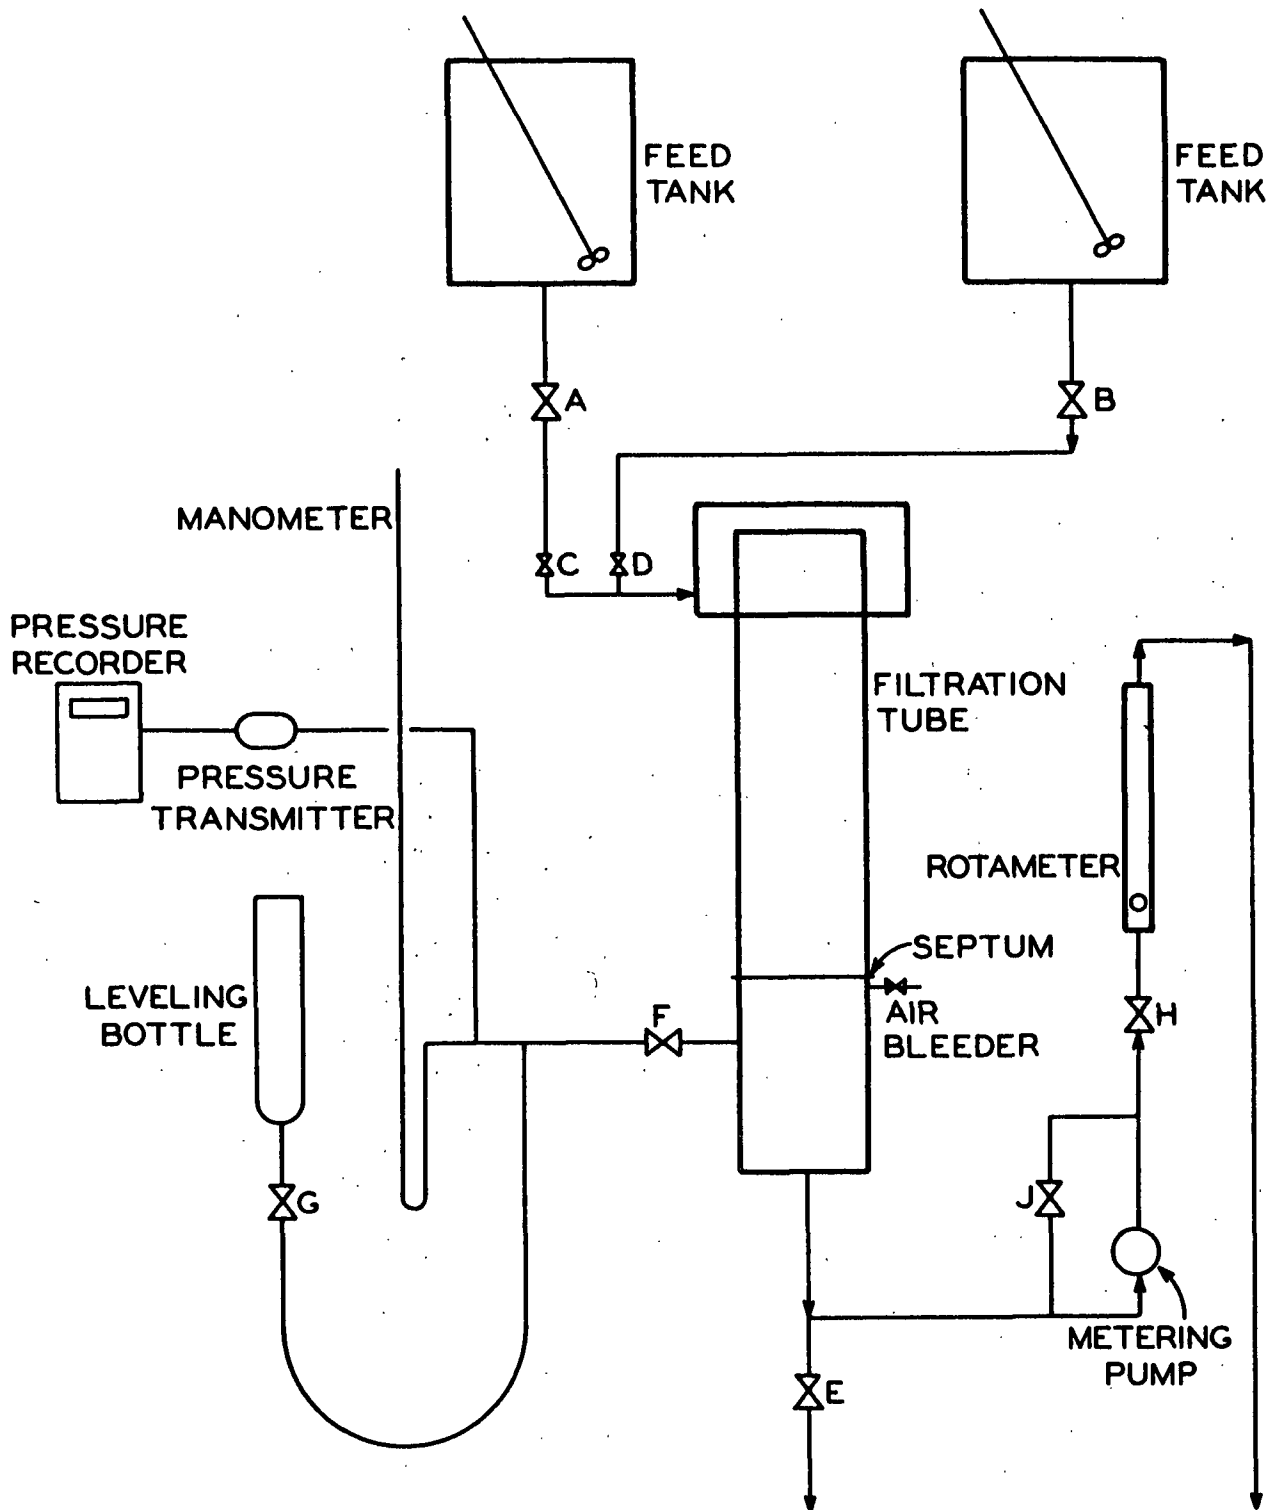 FEED
TANK
FEED
TANK
A
B
MANOMETER
C
D
PRESSURE
RECORDER
FILTRATION
TUBE
PRESSURE
TRANSMITTER
ROTAMETER
SEPTUM
LEVELING
BOTTLE
F
AIR
BLEEDER
H
G
J
METERING
PUMP
E